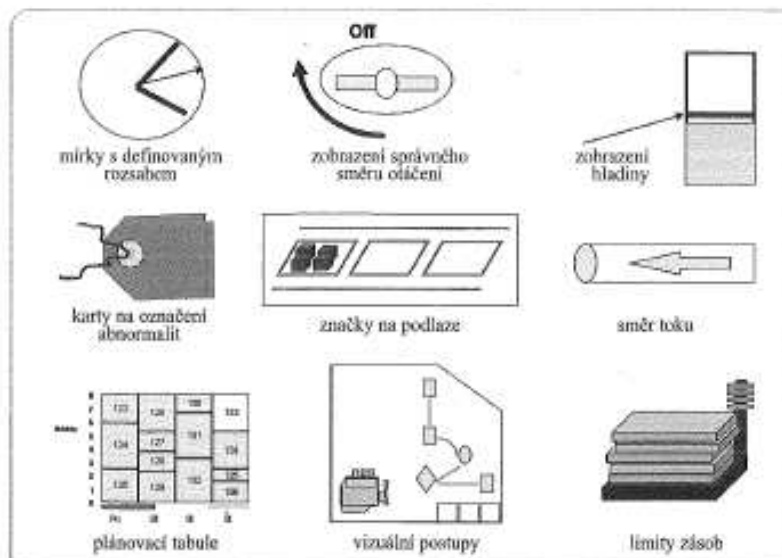 Off
mírky s definovaným
rozsahem
zobrazení správného
směru otáčení
zobrazení
hladiny
karty na označení
abnormalit
značky na podlaze
směr toku
plánovací tabule
vizuální postupy
limity zásob